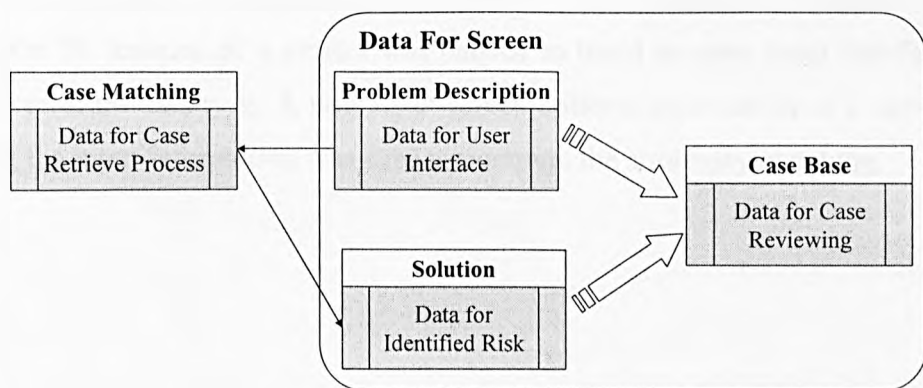 Data For Screen
Case Matching
Data for Case
Retrieve Process
Problem Description
Data for User
Interface
Case Base
Data for Case
Reviewing
Solution
Data for
Identified Risk